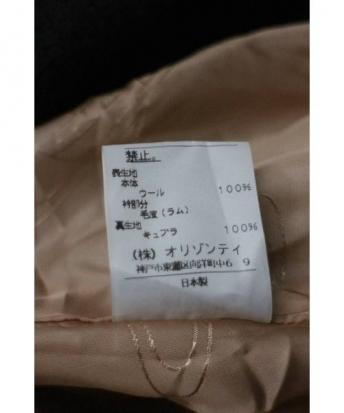 禁止。
表生地
本体
ウール 100%
衿部分
毛皮(ラム)
裏生地 100%
キュプラ
(株)オリゾンティ
神戸市東灘区向洋町中6 9
日本製